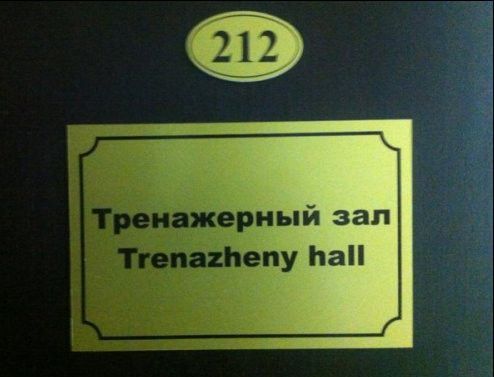 212
Тренажерный зал
Trenazheny hall